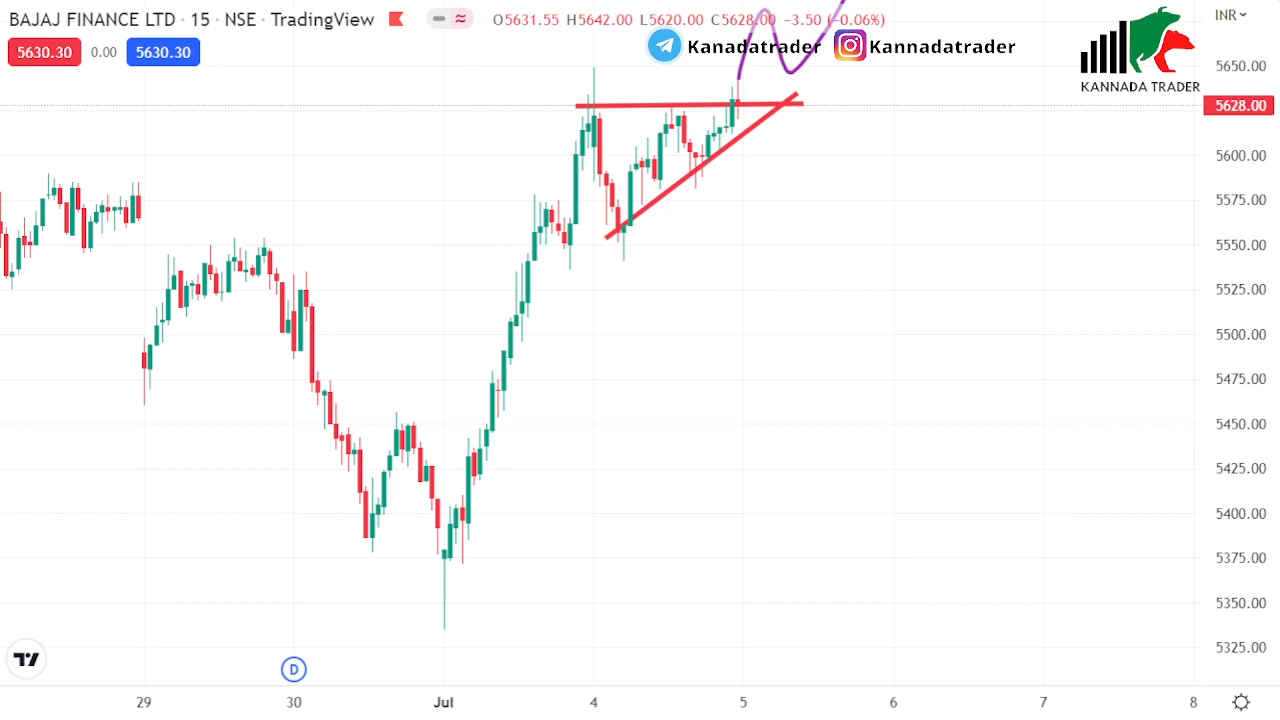 BAJAJ FINANCE LTD · 15 · NSE · TradingView O5631.55 H5642.00 L5620.00 C5628.00 −3.50 (−0.06%)
INR
5630.30 0.00 5630.30
Kanadatrader Kannadatrader
KANNADA TRADER
5650.00
5628.00
5600.00
5575.00
5550.00
5525.00
5500.00
5475.00
5450.00
5425.00
5400.00
5375.00
5350.00
5325.00
D
29 30 Jul 4 5 6 7 8